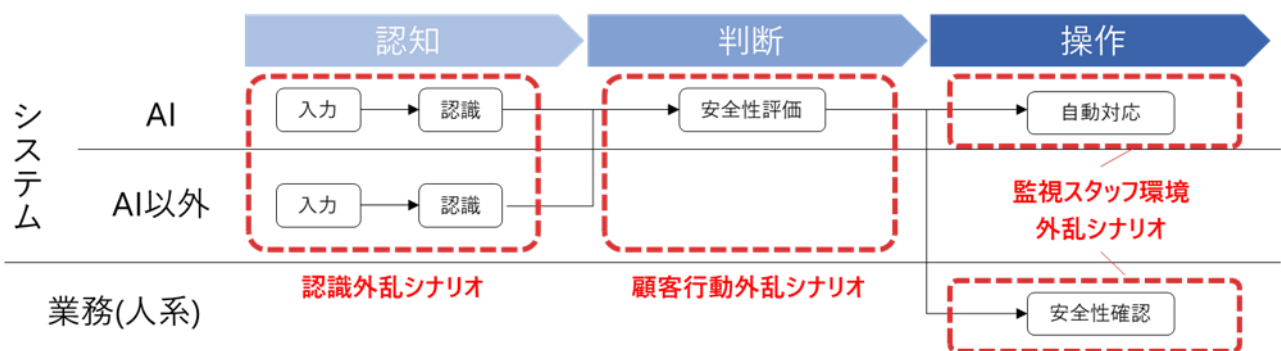 認知
判断
操作
システム
AI
入力
認識
安全性評価
自動対応
AI以外
入力
認識
監視スタッフ環境
外乱シナリオ
認識外乱シナリオ
顧客行動外乱シナリオ
業務(人系)
安全性確認